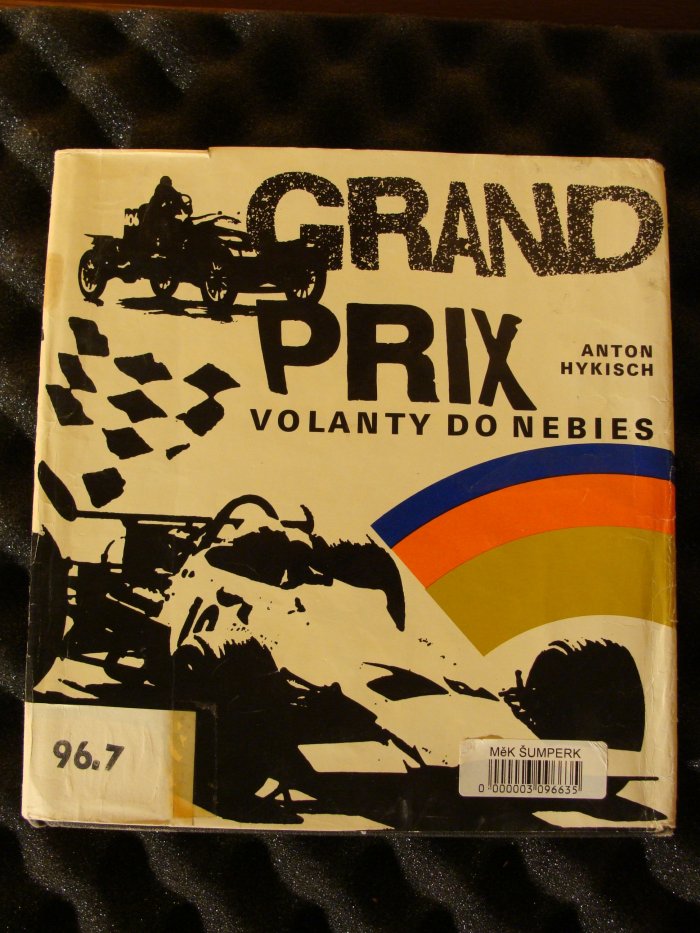 GRAND
PRIX
ANTON
HYKISCH
VOLANTY DO NEBIES
96.7
MěK ŠUMPERK
0 000003 096635